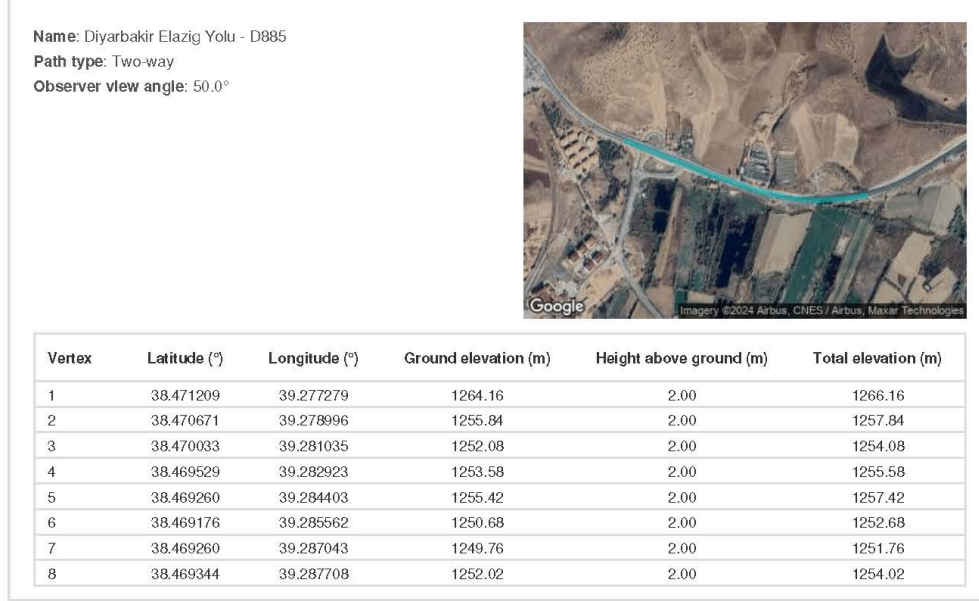 Name: Diyarbakir Elazig Yolu - D885
Path type: Two-way
Observer view angle: 50.0°
Google
Imagery ©2024 Airbus, CNES / Airbus, Maxar Technologies
Vertex Latitude (°) Longitude (°) Ground elevation (m) Height above ground (m) Total elevation (m)
1 38.471209 39.277279 1264.16 2.00 1266.16
2 38.470671 39.278996 1255.84 2.00 1257.84
3 38.470033 39.281035 1252.08 2.00 1254.08
4 38.469529 39.282923 1253.58 2.00 1255.58
5 38.469260 39.284403 1255.42 2.00 1257.42
6 38.469176 39.285562 1250.68 2.00 1252.68
7 38.469260 39.287043 1249.76 2.00 1251.76
8 38.469344 39.287708 1252.02 2.00 1254.02